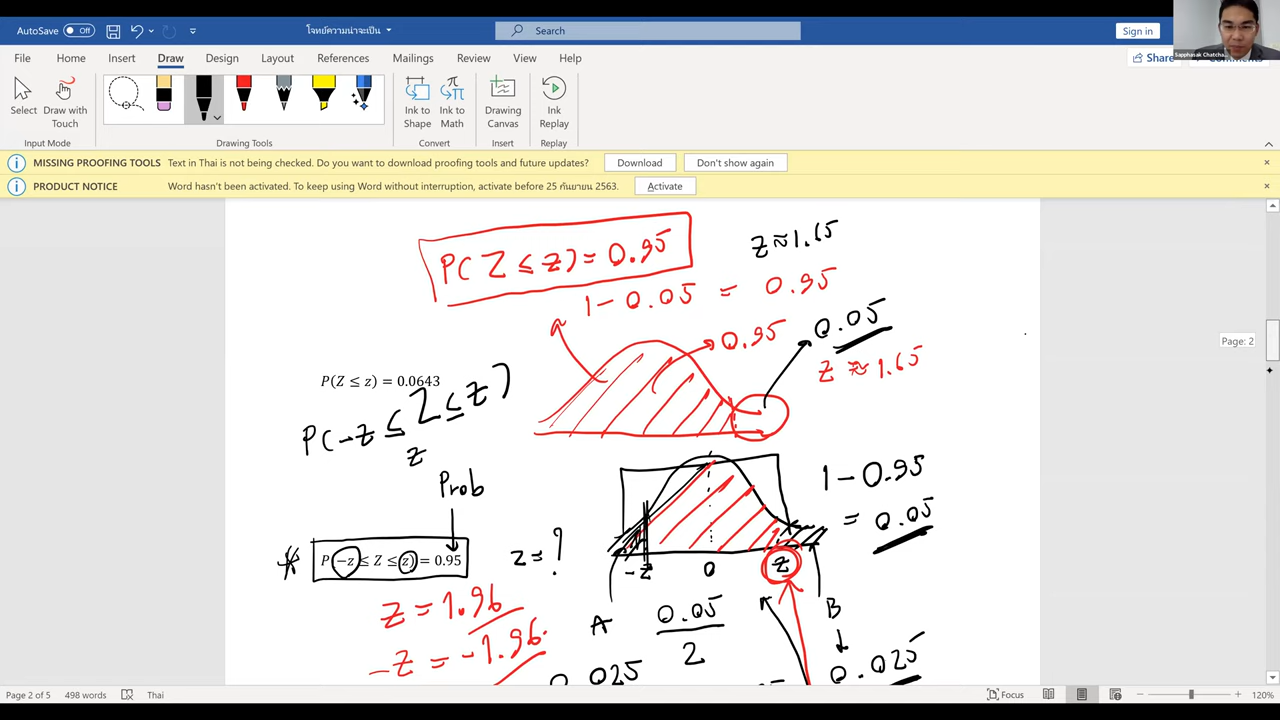 AutoSave Off โจทย์ความน่าจะเป็น Search Sign in
Sapphasak Chatcha...
File Home Insert Draw Design Layout References Mailings Review View Help Share Comments
Select Draw with Touch Ink to Shape Ink to Math Drawing Canvas Ink Replay
Input Mode Drawing Tools Convert Insert Replay
MISSING PROOFING TOOLS Text in Thai is not being checked. Do you want to download proofing tools and future updates? Download Don't show again
PRODUCT NOTICE Word hasn't been activated. To keep using Word without interruption, activate before 25 กันยายน 2563. Activate
P(Z ≤ z) = 0.95
z ≈ 1.65
1 - 0.05 = 0.95
0.95
0.05
z ≈ 1.65
Page: 2
P(Z ≤ z) = 0.0643
P(-z ≤ Z ≤ z)
z
Prob
1 - 0.95
= 0.05
P(-z ≤ Z ≤ z) = 0.95
z = ?
-z 0 z
z = 1.96
-z = -1.96
A 0.05 B
2
0.025 0.025
Page 2 of 5 498 words Thai Focus 120%